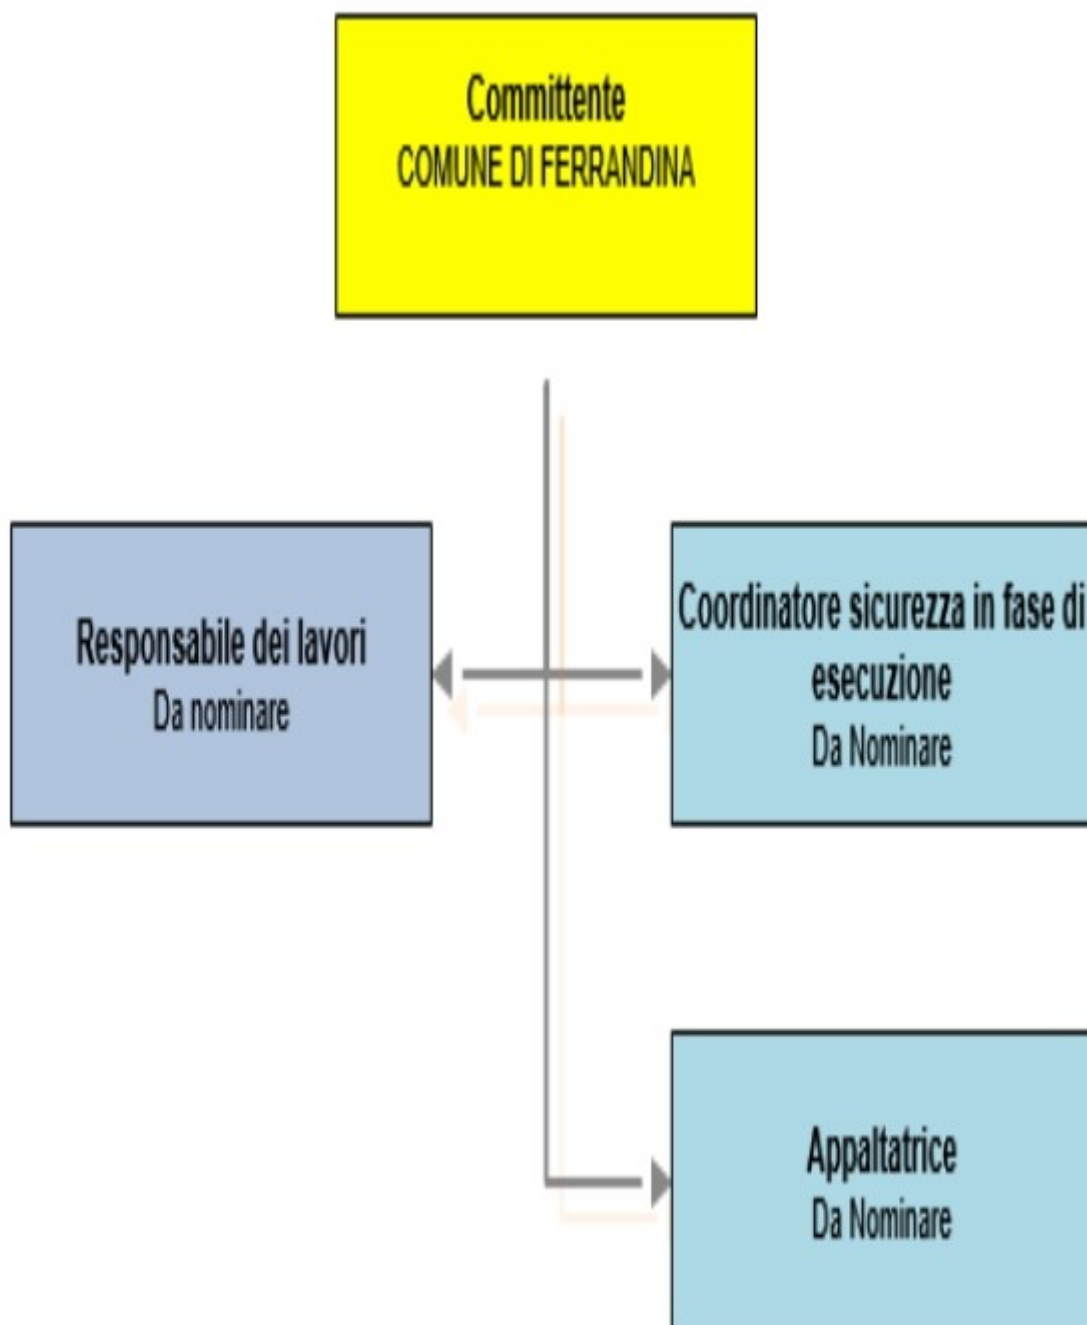 Committente
COMUNE DI FERRANDINA
Responsabile dei lavori
Da nominare
Coordinatore sicurezza in fase di
esecuzione
Da Nominare
Appaltatrice
Da Nominare